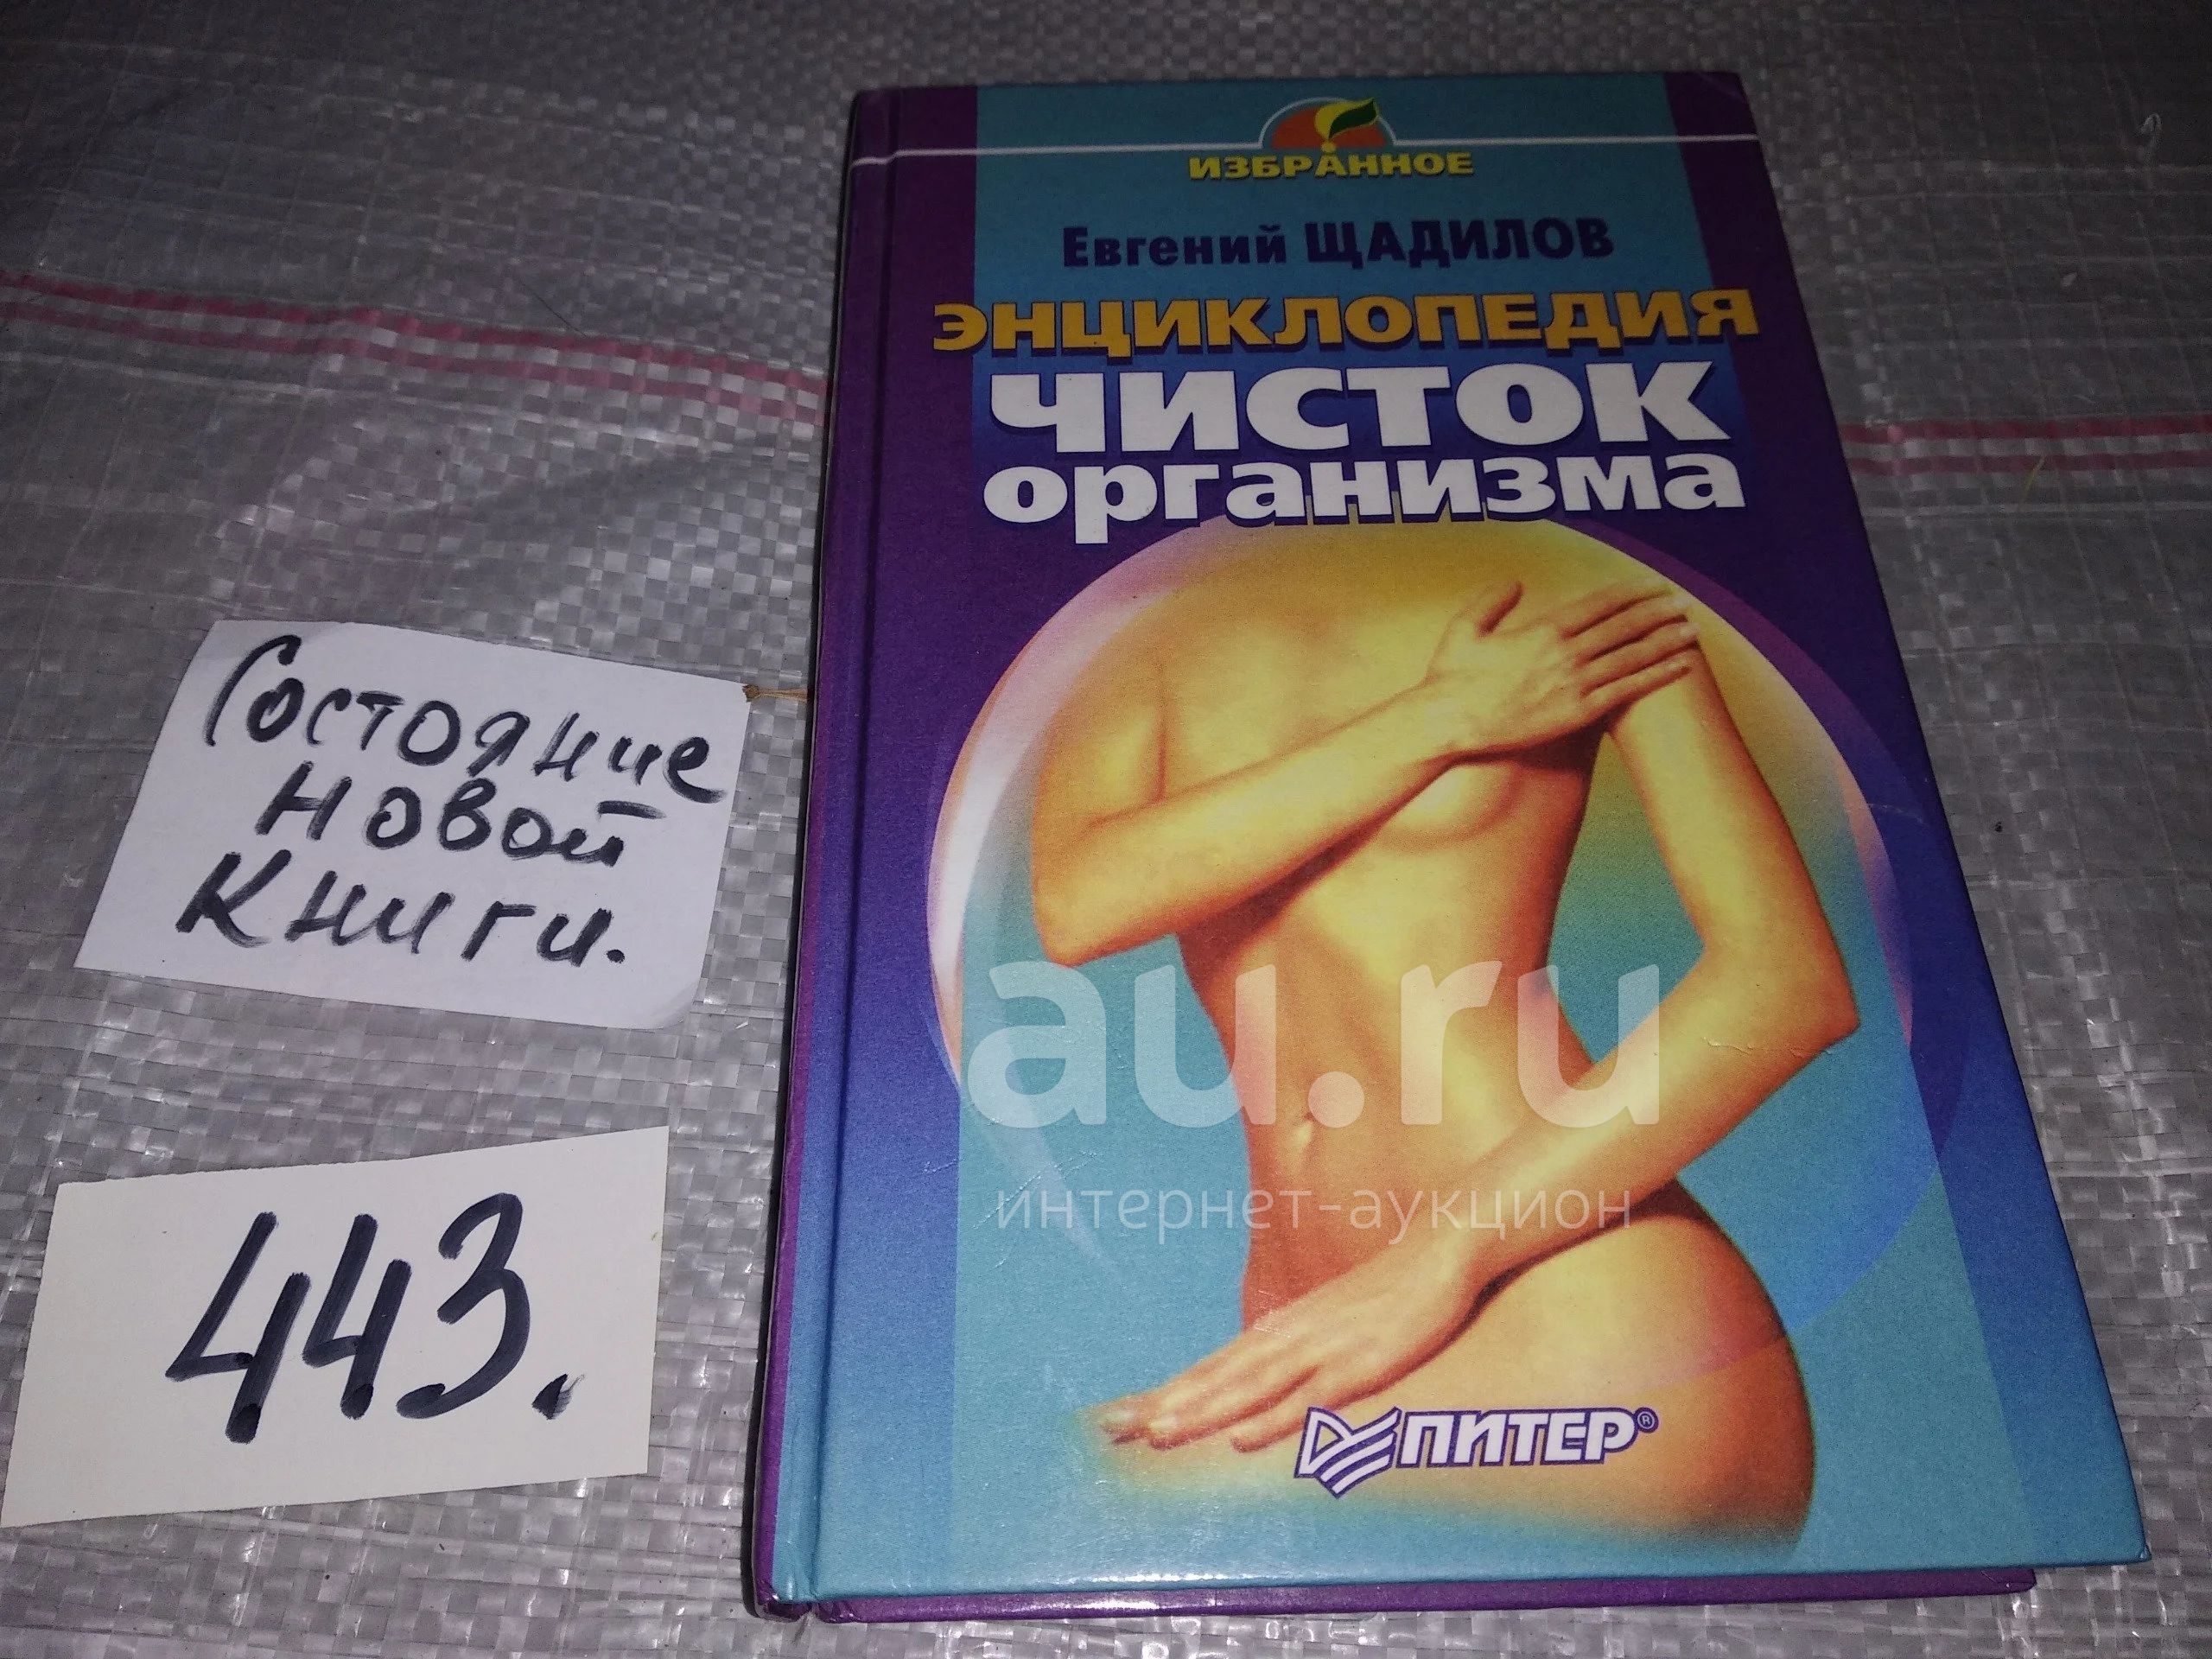 ИЗБРАННОЕ
Евгений ЩАДИЛОВ
ЭНЦИКЛОПЕДИЯ
ЧИСТОК
организма
Состояние
новой
книги.
443.
au.ru
интернет-аукцион
ПИТЕР®